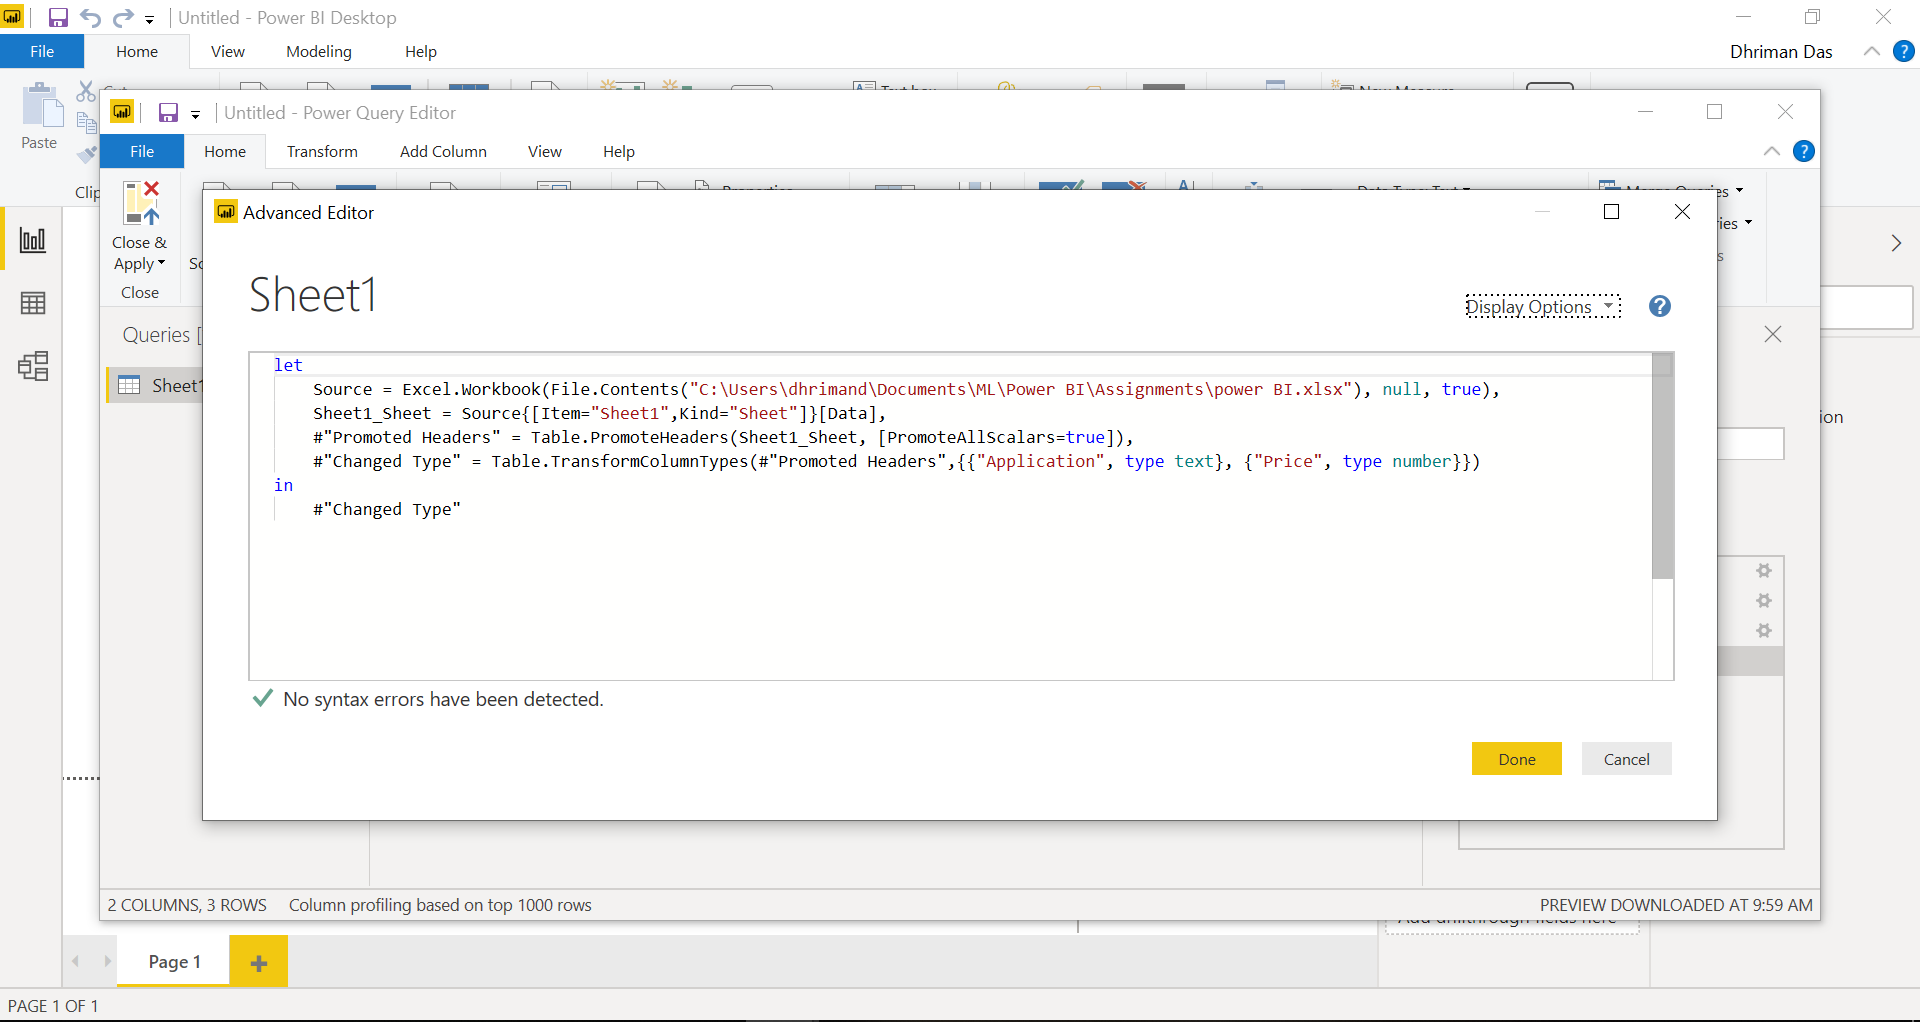 Untitled - Power BI Desktop
File Home View Modeling Help Dhriman Das
Paste
Untitled - Power Query Editor
File Home Transform Add Column View Help
Close &
Apply
Close
Advanced Editor
Sheet1
Display Options
Queries [
Sheet1
let
Source = Excel.Workbook(File.Contents("C:\Users\dhrimand\Documents\ML\Power BI\Assignments\power BI.xlsx"), null, true),
Sheet1_Sheet = Source{[Item="Sheet1",Kind="Sheet"]}[Data],
#"Promoted Headers" = Table.PromoteHeaders(Sheet1_Sheet, [PromoteAllScalars=true]),
#"Changed Type" = Table.TransformColumnTypes(#"Promoted Headers",{{"Application", type text}, {"Price", type number}})
in
#"Changed Type"
No syntax errors have been detected.
Done Cancel
2 COLUMNS, 3 ROWS Column profiling based on top 1000 rows PREVIEW DOWNLOADED AT 9:59 AM
Page 1
PAGE 1 OF 1